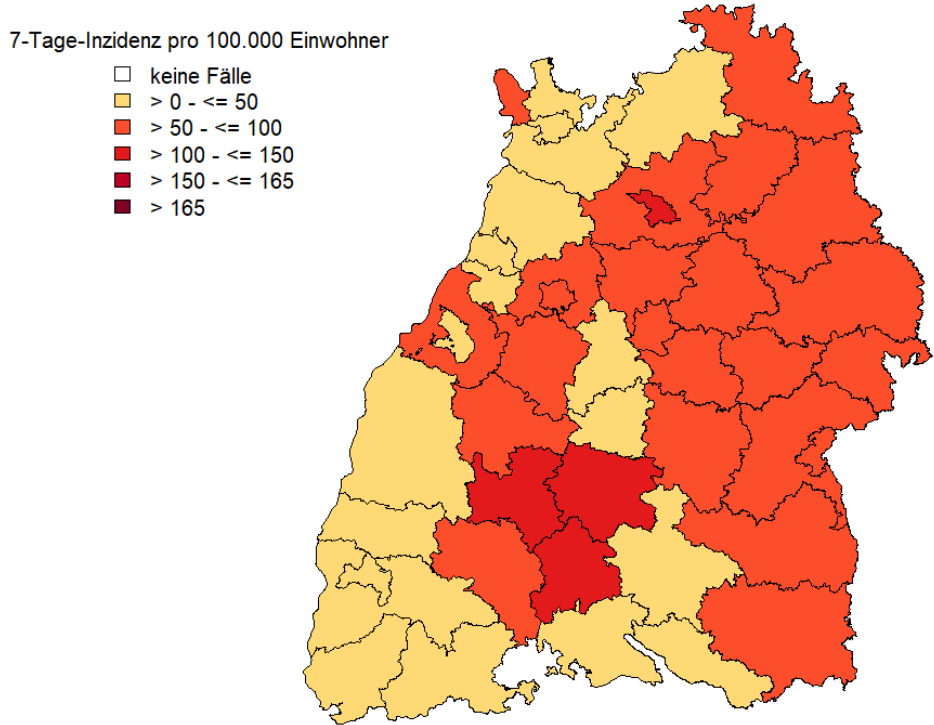 7-Tage-Inzidenz pro 100.000 Einwohner
keine Fälle
> 0 - <= 50
> 50 - <= 100
> 100 - <= 150
> 150 - <= 165
> 165